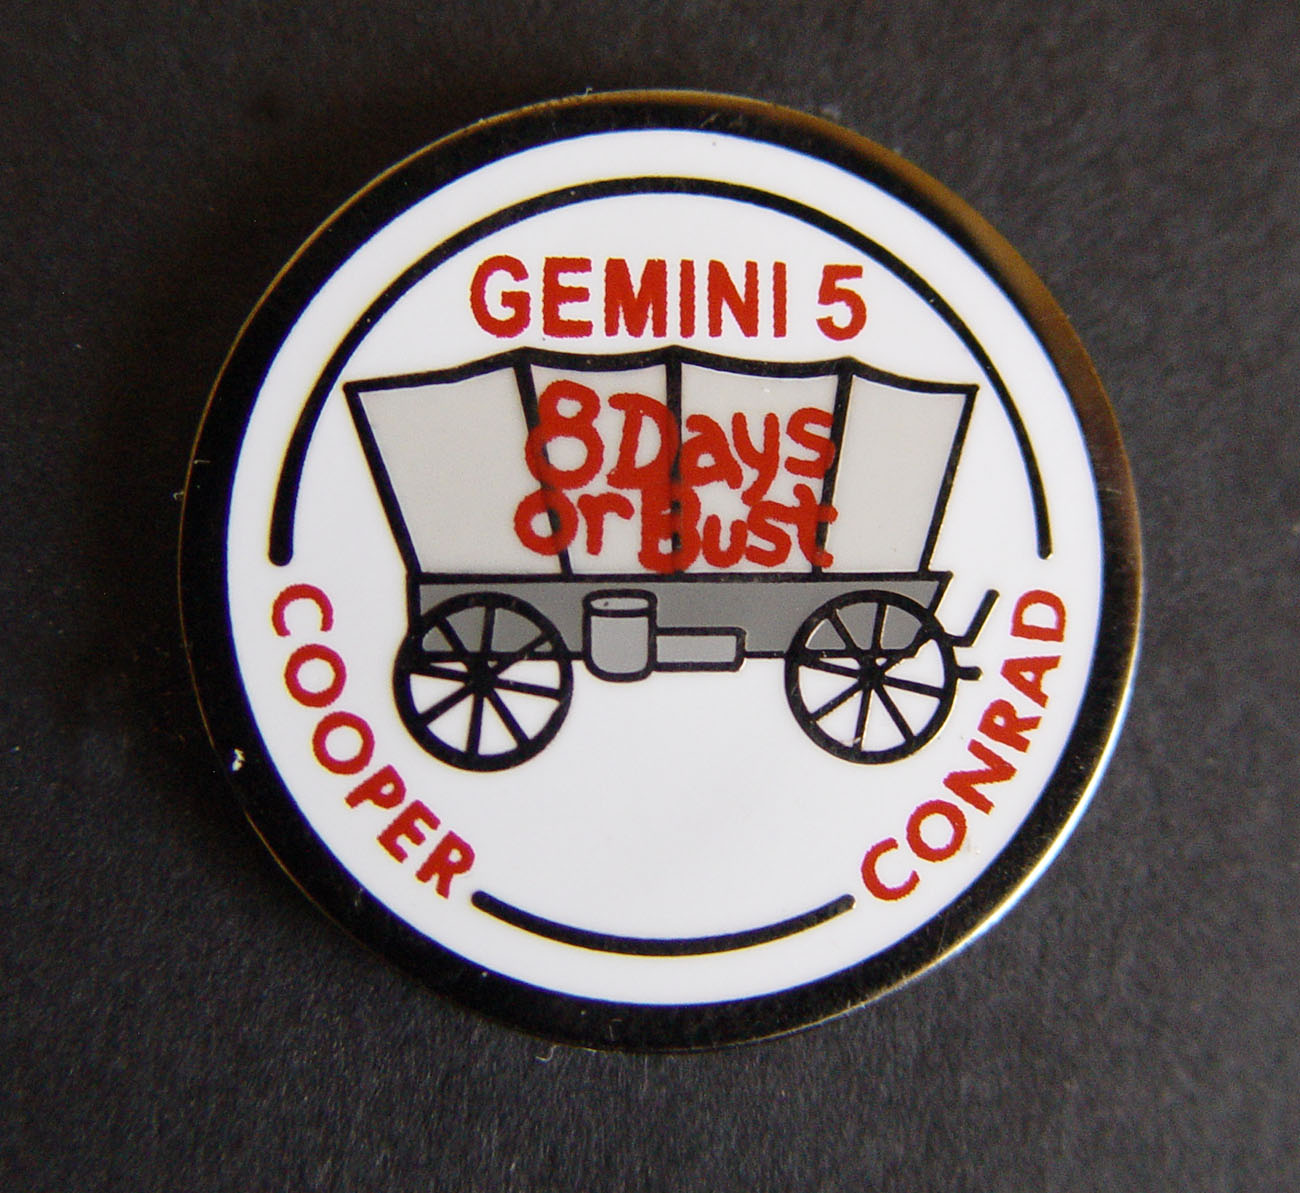 GEMINI 5
8 Days
or Bust
COOPER
CONRAD